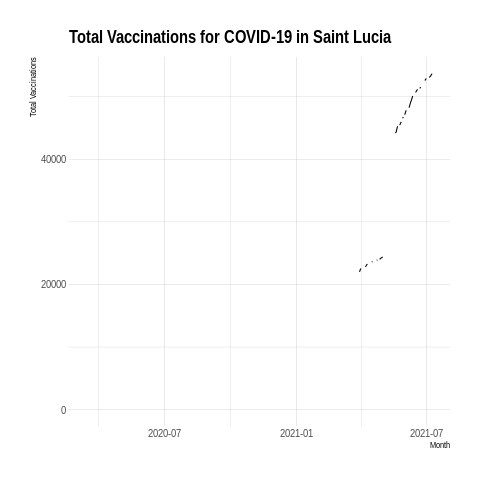 Total Vaccinations for COVID-19 in Saint Lucia
Total Vaccinations
40000
20000
0
2020-07
2021-01
2021-07
Month